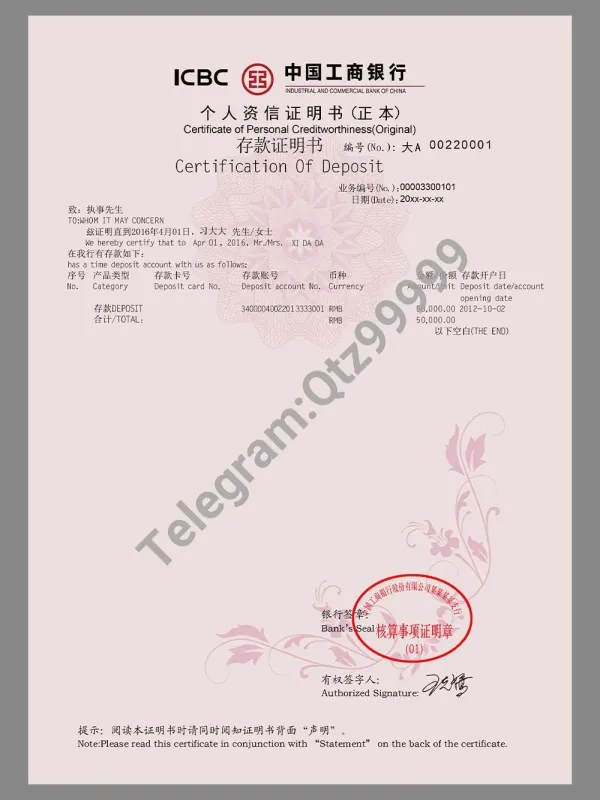 ICBC 中国工商银行
INDUSTRIAL AND COMMERCIAL BANK OF CHINA
个人资信证明书(正本)
Certificate of Personal Creditworthiness(Original)
存款证明书 编号(No.): 大A 00220001
Certification Of Deposit
业务编号(No.):00003300101
日期(Date):20xx-xx-xx
致: 执事先生
TO:WHOM IT MAY CONCERN
兹证明直到2016年4月01日, 习大大 先生/女士
We hereby certify that to Apr 01, 2016, Mr./Mrs. XI DA DA
在我行有存款如下:
has a time deposit account with us as follows:
序号 产品类型 存款卡号 存款账号 币种 金额/份额 存款开户日
No. Category Deposit card No. Deposit account No. Currency Amount/unit Deposit date/account
opening date
存款DEPOSIT 34000040022013333001 RMB 50,000.00 2012-10-02
合计/TOTAL: RMB 50,000.00
以下空白(THE END)
Telegram:Qtz99999
银行签章:
Bank's Seal
核算事项证明章
(01)
有权签字人:
Authorized Signature:
提示: 阅读本证明书时请同时阅知证明书背面“声明”。
Note:Please read this certificate in conjunction with “Statement” on the back of the certificate.